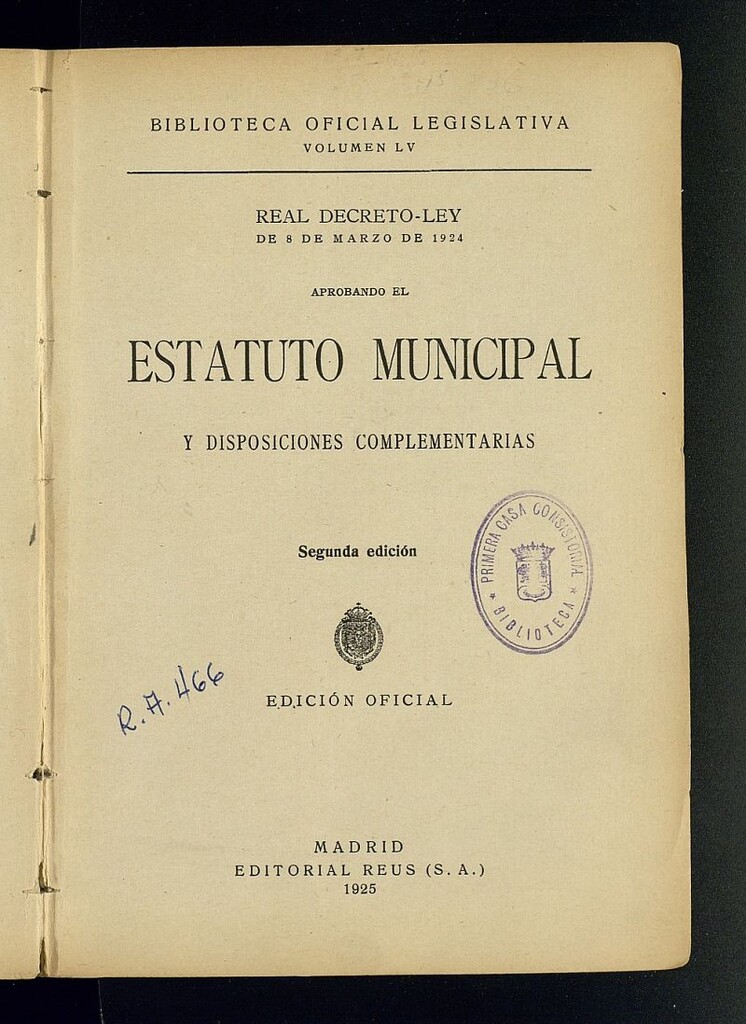 BIBLIOTECA OFICIAL LEGISLATIVA
VOLUMEN LV
REAL DECRETO-LEY
DE 8 DE MARZO DE 1924
APROBANDO EL
ESTATUTO MUNICIPAL
Y DISPOSICIONES COMPLEMENTARIAS
Segunda edición
PRIMERA CASA CONSISTORIAL
* BIBLIOTECA *
R.A. 466
EDICIÓN OFICIAL
MADRID
EDITORIAL REUS (S. A.)
1925